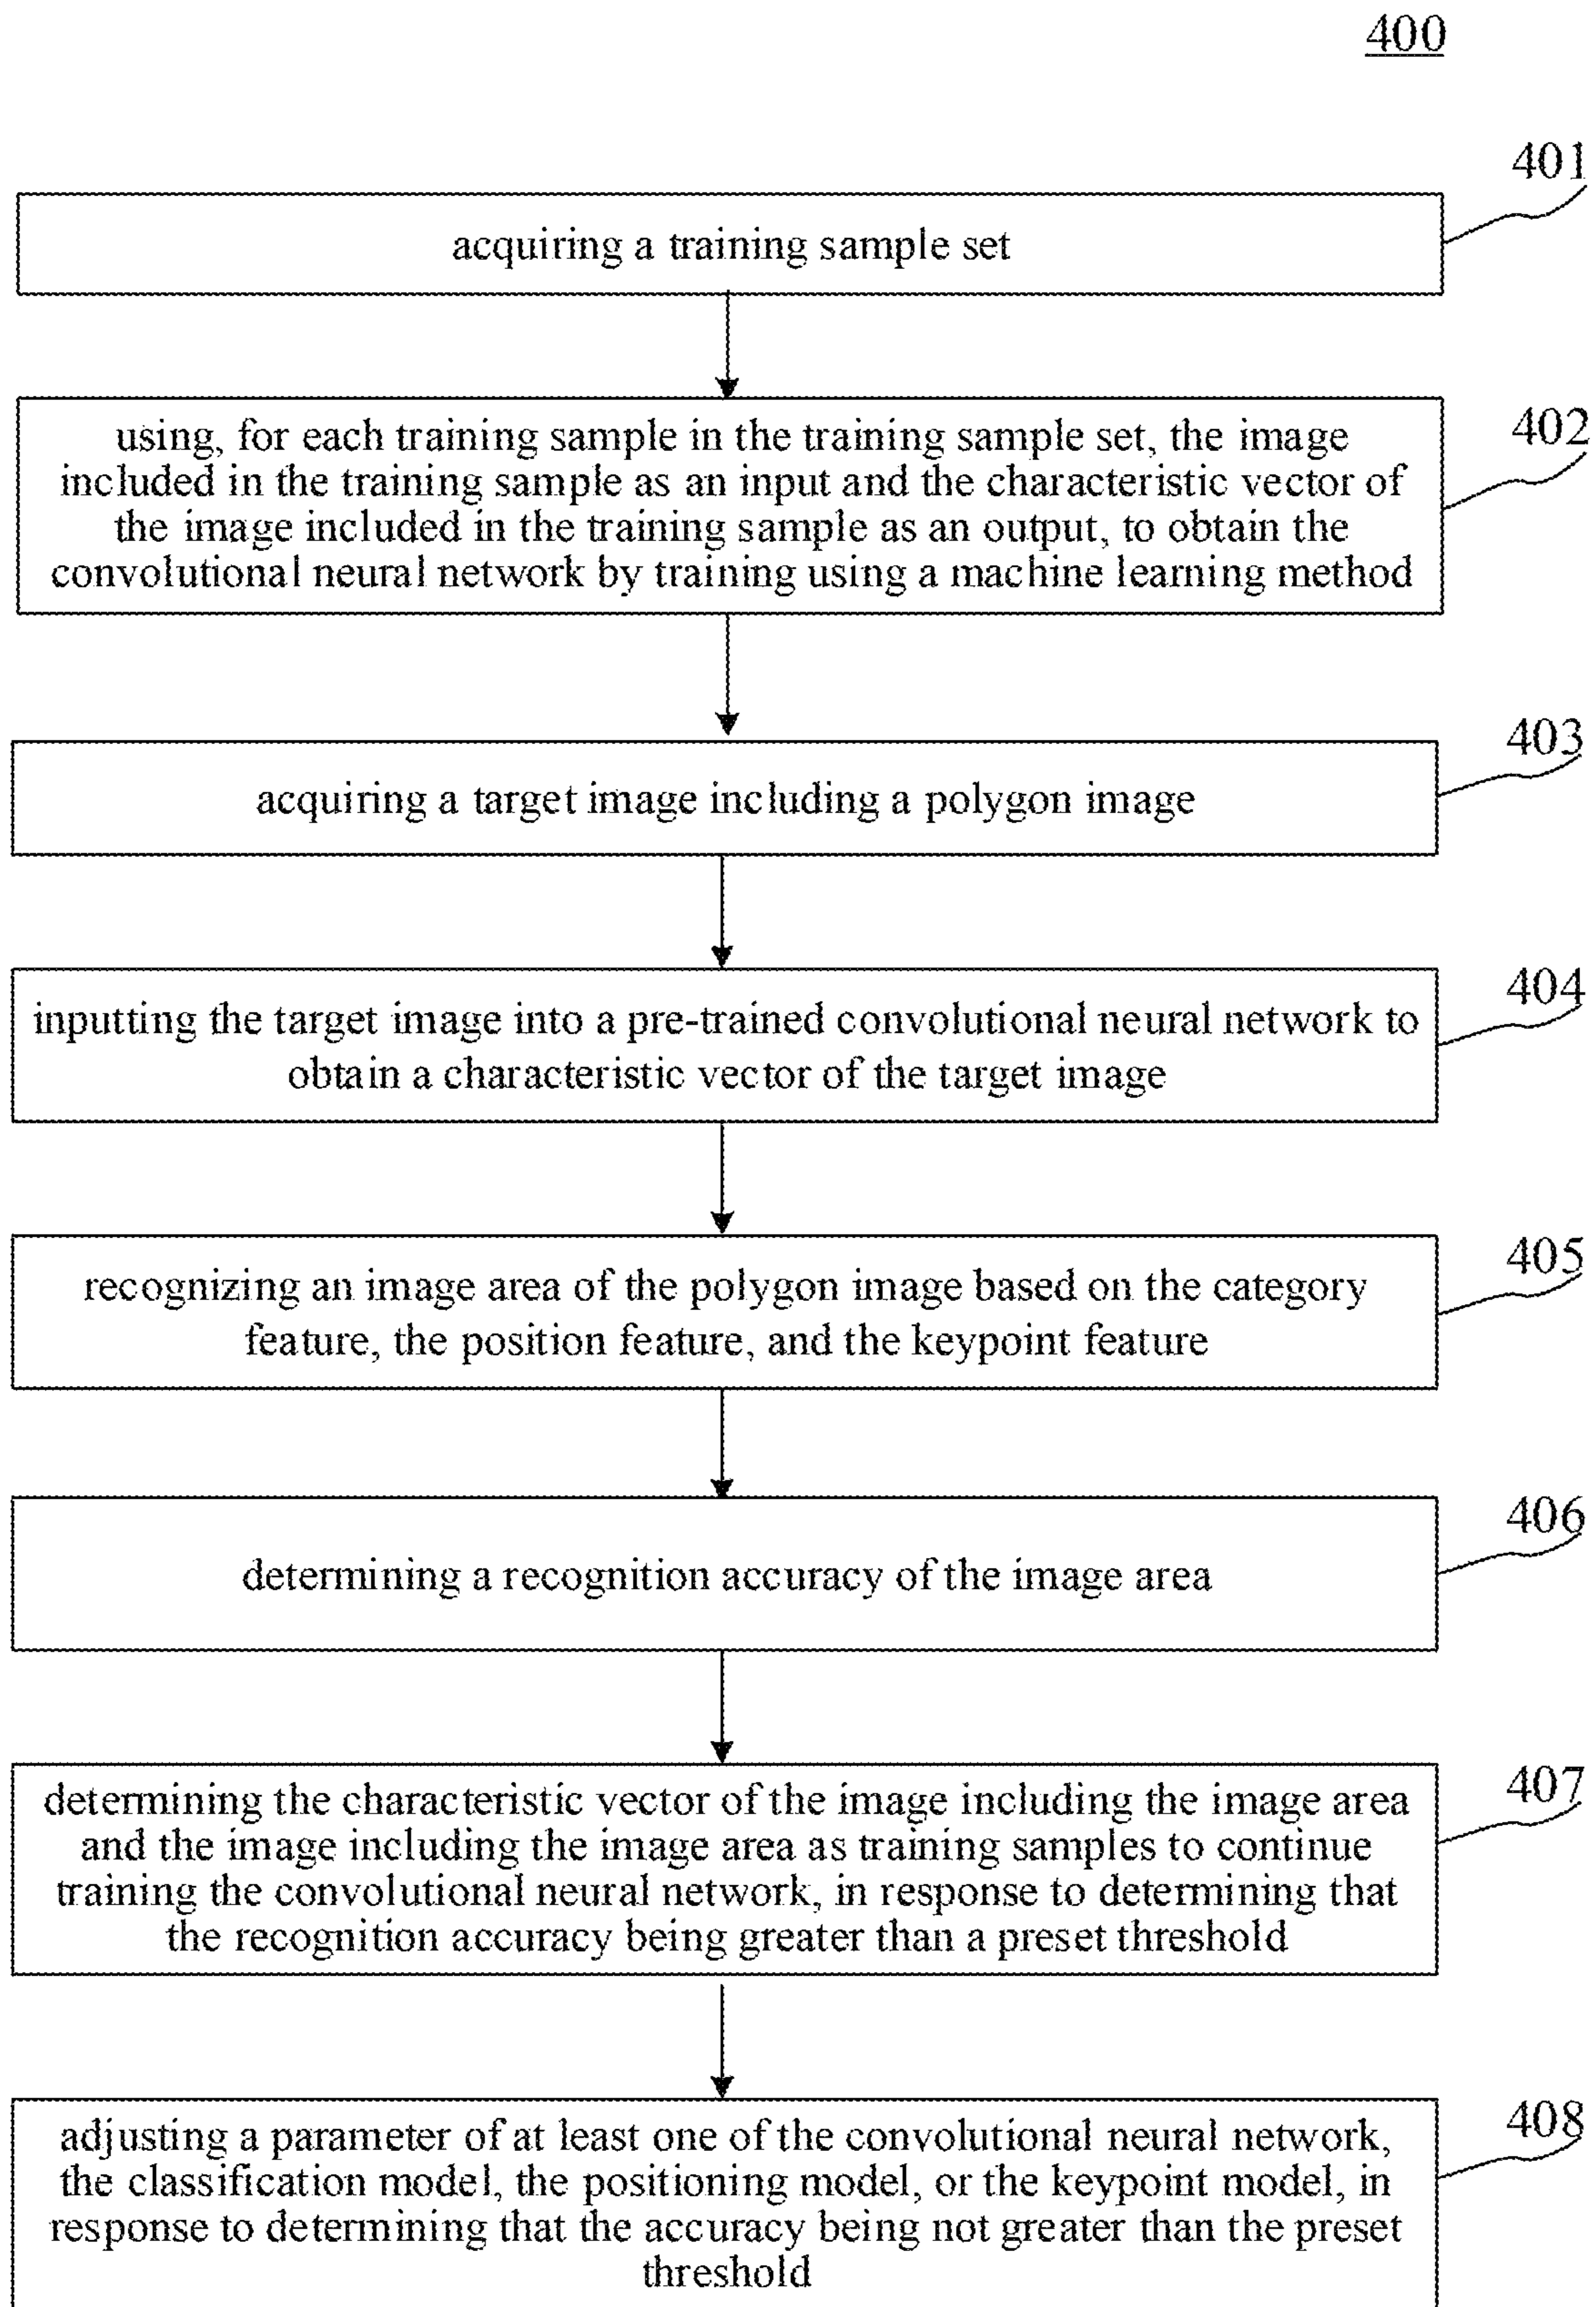 400
401
acquiring a training sample set
402
using, for each training sample in the training sample set, the image
included in the training sample as an input and the characteristic vector of
the image included in the training sample as an output, to obtain the
convolutional neural network by training using a machine learning method
403
acquiring a target image including a polygon image
404
inputting the target image into a pre-trained convolutional neural network to
obtain a characteristic vector of the target image
405
recognizing an image area of the polygon image based on the category
feature, the position feature, and the keypoint feature
406
determining a recognition accuracy of the image area
407
determining the characteristic vector of the image including the image area
and the image including the image area as training samples to continue
training the convolutional neural network, in response to determining that
the recognition accuracy being greater than a preset threshold
408
adjusting a parameter of at least one of the convolutional neural network,
the classification model, the positioning model, or the keypoint model, in
response to determining that the accuracy being not greater than the preset
threshold